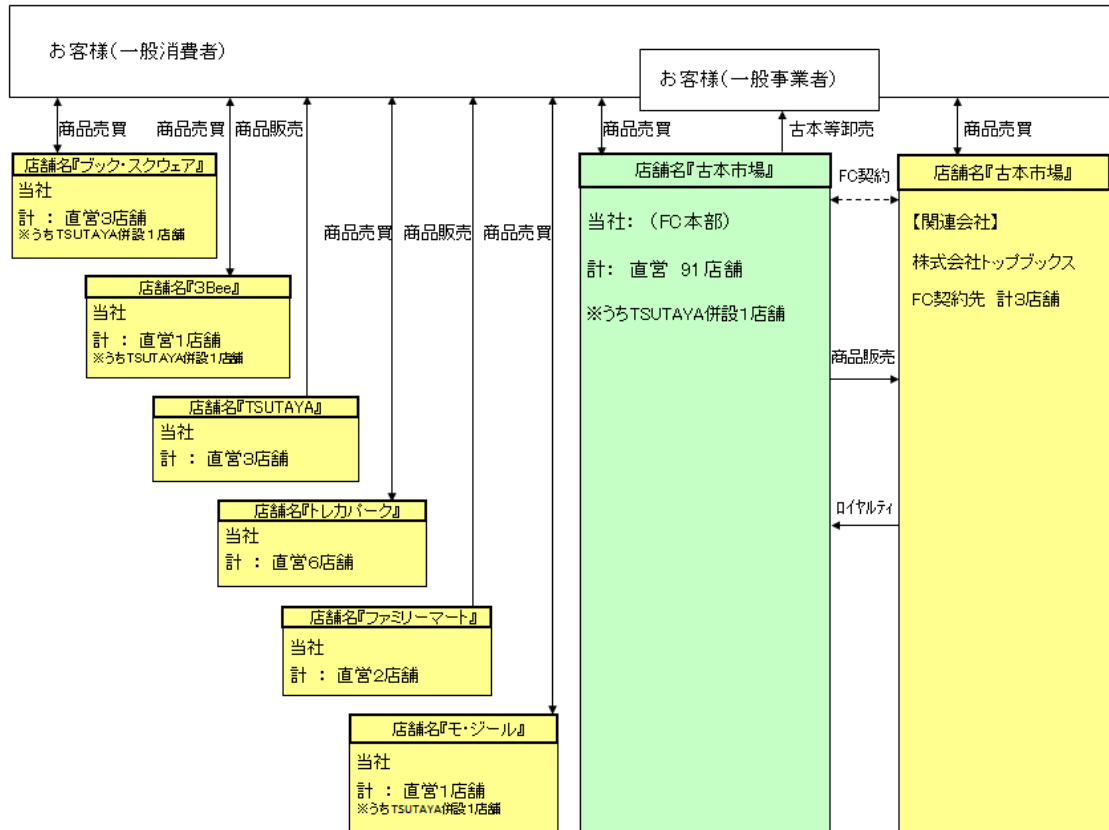 お客様(一般消費者)
お客様(一般事業者)
商品売買
商品売買
商品販売
商品売買
古本等卸売
商品売買
店舗名『ブック・スクウェア』
当社
計 : 直営3店舗
※うちTSUTAYA併設1店舗
商品売買
商品販売
商品売買
店舗名『3Bee』
当社
計 : 直営1店舗
※うちTSUTAYA併設1店舗
店舗名『TSUTAYA』
当社
計 : 直営3店舗
店舗名『トレカパーク』
当社
計 : 直営6店舗
店舗名『ファミリーマート』
当社
計 : 直営2店舗
店舗名『モ・ジール』
当社
計 : 直営1店舗
※うちTSUTAYA併設1店舗
店舗名『古本市場』
当社: (FC本部)
計: 直営 91店舗
※うちTSUTAYA併設1店舗
FC契約
商品販売
ロイヤルティ
店舗名『古本市場』
【関連会社】
株式会社トップブックス
FC契約先 計3店舗